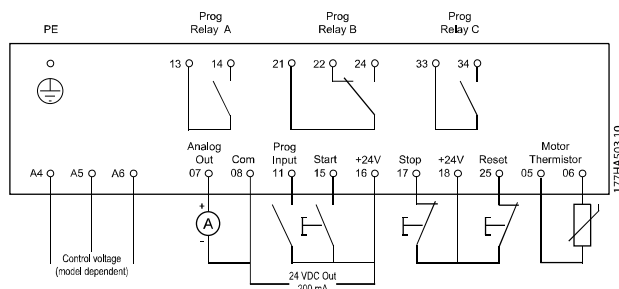 PE
Prog
Relay A
Prog
Relay B
Prog
Relay C
13 14 21 22 24 33 34
Analog
Out
07
Com
08
Prog
Input
11
Start
15
+24V
16
Stop
17
+24V
18
Reset
25
Motor
Thermistor
05 06
A4 A5 A6
177HA503.10
+
A
-
Control voltage
(model dependent)
24 VDC Out
200 mA